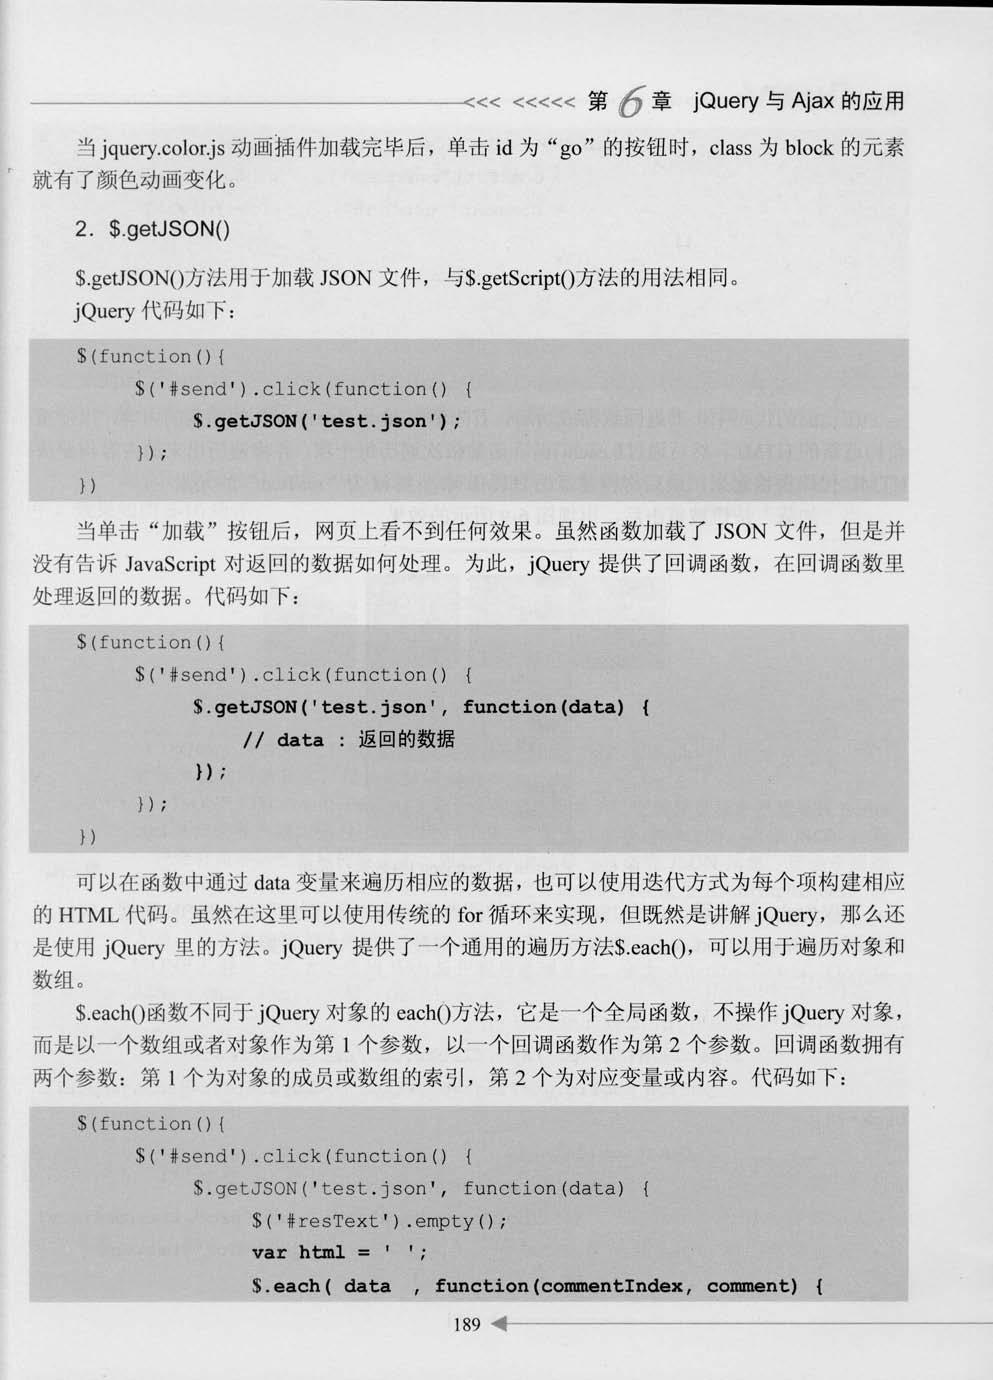 <<< <<<<< 第6章 jQuery 与 Ajax 的应用
当 jquery.color.js 动画插件加载完毕后，单击 id 为“go”的按钮时，class 为 block 的元素
就有了颜色动画变化。
2. $.getJSON()
$.getJSON()方法用于加载 JSON 文件，与$.getScript()方法的用法相同。
jQuery 代码如下：
$(function(){
$('#send').click(function() {
$.getJSON('test.json');
});
})
当单击“加载”按钮后，网页上看不到任何效果。虽然函数加载了 JSON 文件，但是并
没有告诉 JavaScript 对返回的数据如何处理。为此，jQuery 提供了回调函数，在回调函数里
处理返回的数据。代码如下：
$(function(){
$('#send').click(function() {
$.getJSON('test.json', function(data) {
// data : 返回的数据
});
});
})
可以在函数中通过 data 变量来遍历相应的数据，也可以使用迭代方式为每个项构建相应
的 HTML 代码。虽然在这里可以使用传统的 for 循环来实现，但既然是讲解 jQuery，那么还
是使用 jQuery 里的方法。jQuery 提供了一个通用的遍历方法$.each()，可以用于遍历对象和
数组。
$.each()函数不同于 jQuery 对象的 each()方法，它是一个全局函数，不操作 jQuery 对象，
而是以一个数组或者对象作为第 1 个参数，以一个回调函数作为第 2 个参数。回调函数拥有
两个参数：第 1 个为对象的成员或数组的索引，第 2 个为对应变量或内容。代码如下：
$(function(){
$('#send').click(function() {
$.getJSON('test.json', function(data) {
$('#resText').empty();
var html = ' ';
$.each( data , function(commentIndex, comment) {
189